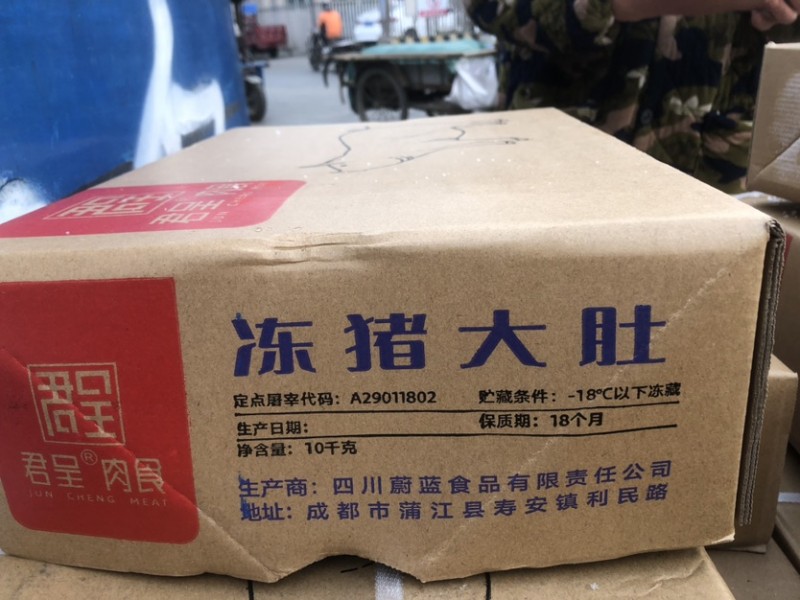 冻猪大肚
定点屠宰代码：A29011802
贮藏条件：-18℃以下冻藏
生产日期：
保质期：18个月
净含量：10千克
生产商：四川蔚蓝食品有限责任公司
地址：成都市蒲江县寿安镇利民路
君呈
君呈®肉食
JUN CHENG MEAT